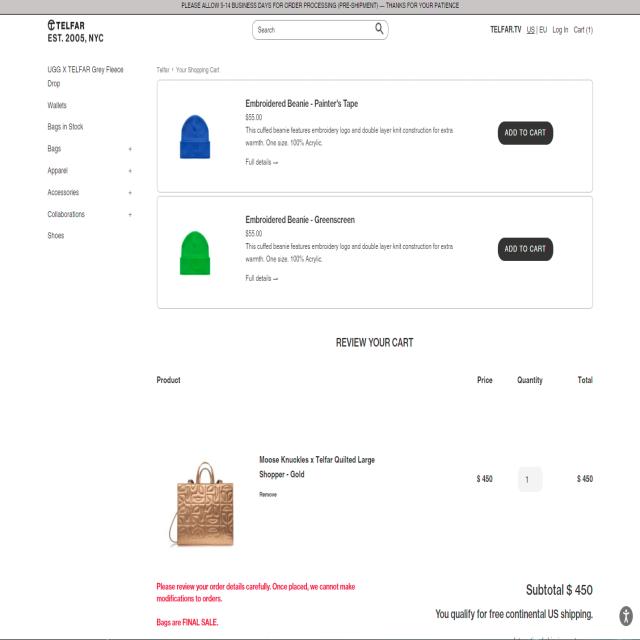 PLEASE ALLOW 5-14 BUSINESS DAYS FOR ORDER PROCESSING (PRE-SHIPMENT) — THANKS FOR YOUR PATIENCE
TELFAR
EST. 2005, NYC
Search
TELFAR.TV US | EU Log In Cart (1)
UGG X TELFAR Grey Fleece
Drop
Wallets
Bags in Stock
Bags +
Apparel +
Accessories +
Collaborations +
Shoes
Telfar › Your Shopping Cart
Embroidered Beanie - Painter's Tape
$55.00
This cuffed beanie features embroidery logo and double layer knit construction for extra
warmth. One size. 100% Acrylic.
Full details →
ADD TO CART
Embroidered Beanie - Greenscreen
$55.00
This cuffed beanie features embroidery logo and double layer knit construction for extra
warmth. One size. 100% Acrylic.
Full details →
ADD TO CART
REVIEW YOUR CART
Product Price Quantity Total
Moose Knuckles x Telfar Quilted Large
Shopper - Gold
Remove
$ 450 1 $ 450
Please review your order details carefully. Once placed, we cannot make
modifications to orders.
Bags are FINAL SALE.
Subtotal $ 450
You qualify for free continental US shipping.